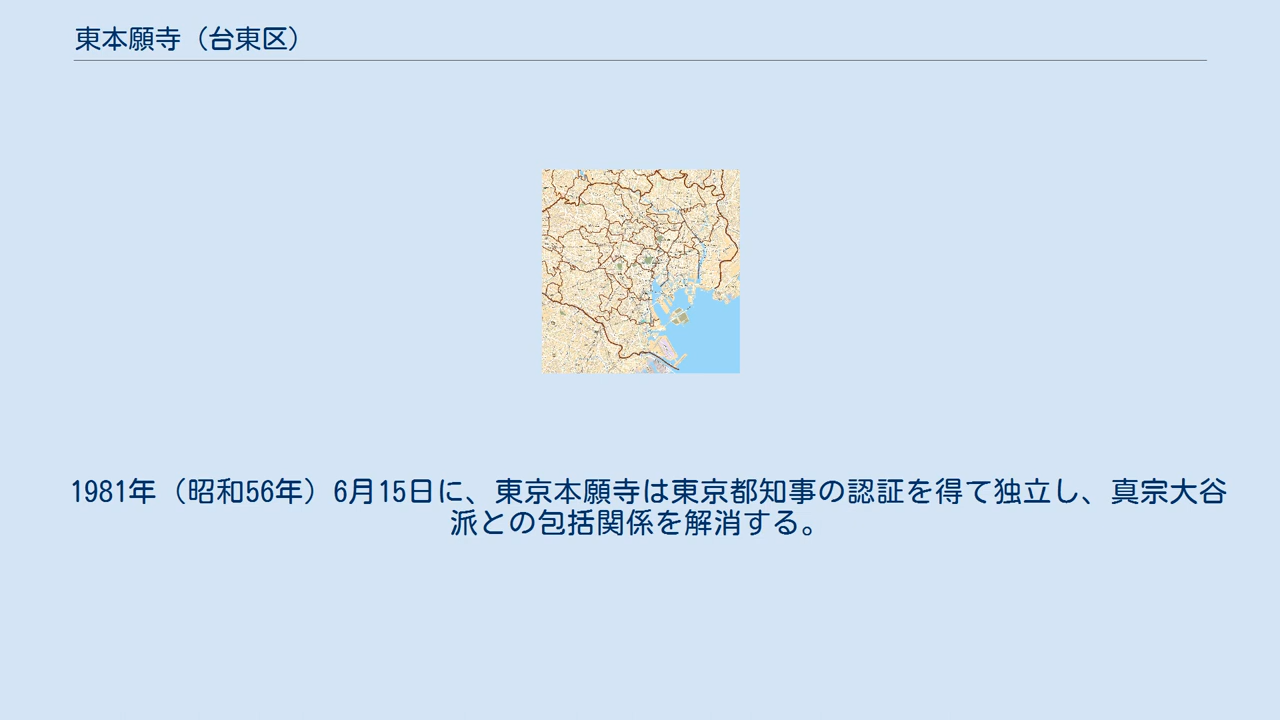 東本願寺（台東区）
1981年（昭和56年）6月15日に、東京本願寺は東京都知事の認証を得て独立し、真宗大谷
派との包括関係を解消する。